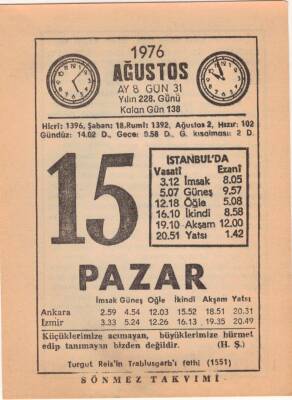 1976
AĞUSTOS
AY 8 GÜN 31
Yılın 228. Günü
Kalan Gün 138
Hicrî: 1396, Şaban: 18, Rumî: 1392, Ağustos 2, Hızır: 102
Gündüz: 14.02 D., Gece: 9.58 D., G. kısalması: 2 D.
15
İSTANBUL'DA
Vasatî Ezanî
3.12 İmsak 8.05
5.07 Güneş 9.57
12.18 Öğle 5.08
16.10 İkindi 8.58
19.10 Akşam 12.00
20.51 Yatsı 1.42
PAZAR
İmsak Güneş Öğle İkindi Akşam Yatsı
Ankara 2.59 4.54 12.03 15.52 18.51 20.31
İzmir 3.33 5.24 12.26 16.13 19.35 20.49
Küçüklerimize acımayan, büyüklerimize hürmet
edip tanımayan bizden değildir. (H. Ş.)
Turgut Reis'in Trablusgarb'ı fethi (1551)
SÖNMEZ TAKVİMİ